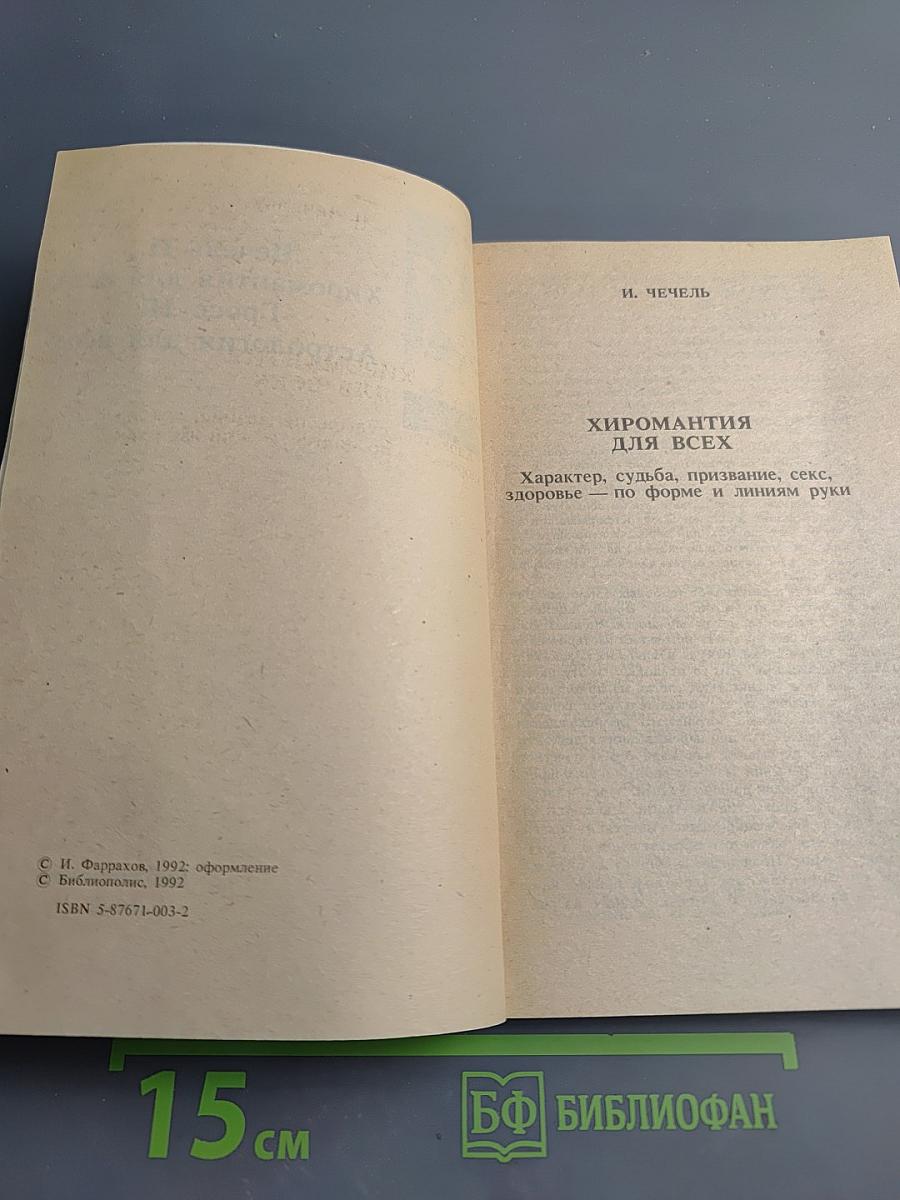 © И. Фаррахов, 1992: оформление
© Библиополис, 1992
ISBN 5-87671-003-2
И. ЧЕЧЕЛЬ
ХИРОМАНТИЯ
ДЛЯ ВСЕХ
Характер, судьба, призвание, секс,
здоровье — по форме и линиям руки
15 см
БФ БИБЛИОФАН